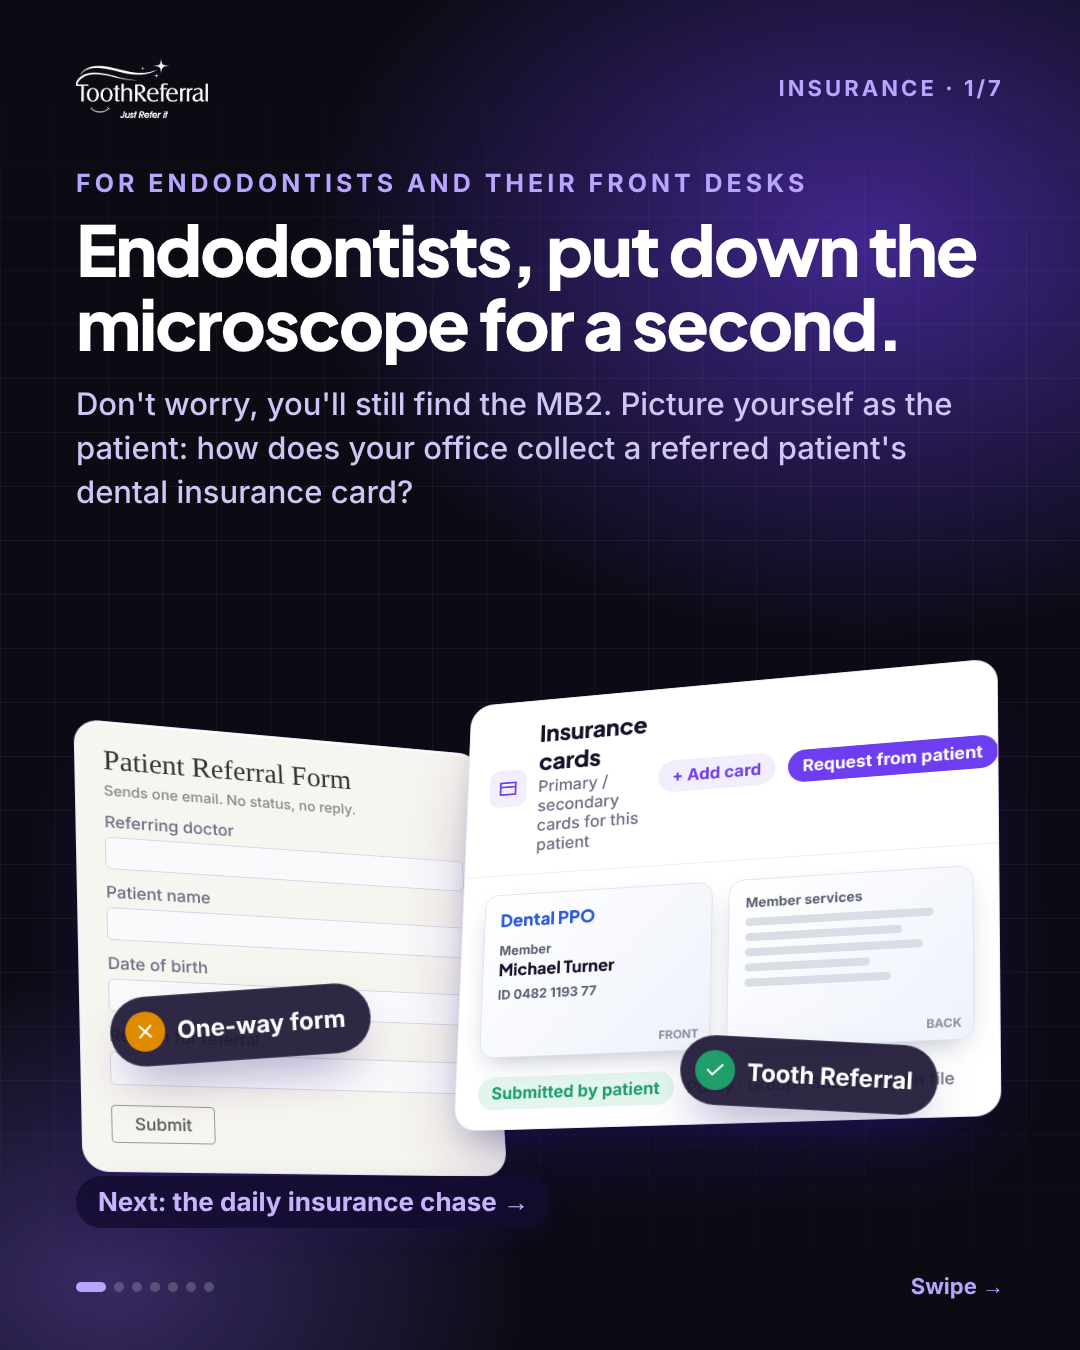 ToothReferral
Just Refer it
INSURANCE · 1/7
FOR ENDODONTISTS AND THEIR FRONT DESKS
Endodontists, put down the
microscope for a second.
Don't worry, you'll still find the MB2. Picture yourself as the
patient: how does your office collect a referred patient's
dental insurance card?
Patient Referral Form
Sends one email. No status, no reply.
Referring doctor
Patient name
Date of birth
One-way form
for referral
Submit
Insurance
cards
Primary /
secondary
cards for this
patient
+ Add card
Request from patient
Dental PPO
Member
Michael Turner
ID 0482 1193 77
FRONT
Member services
BACK
Submitted by patient
Tooth Referral
file
Next: the daily insurance chase →
Swipe →